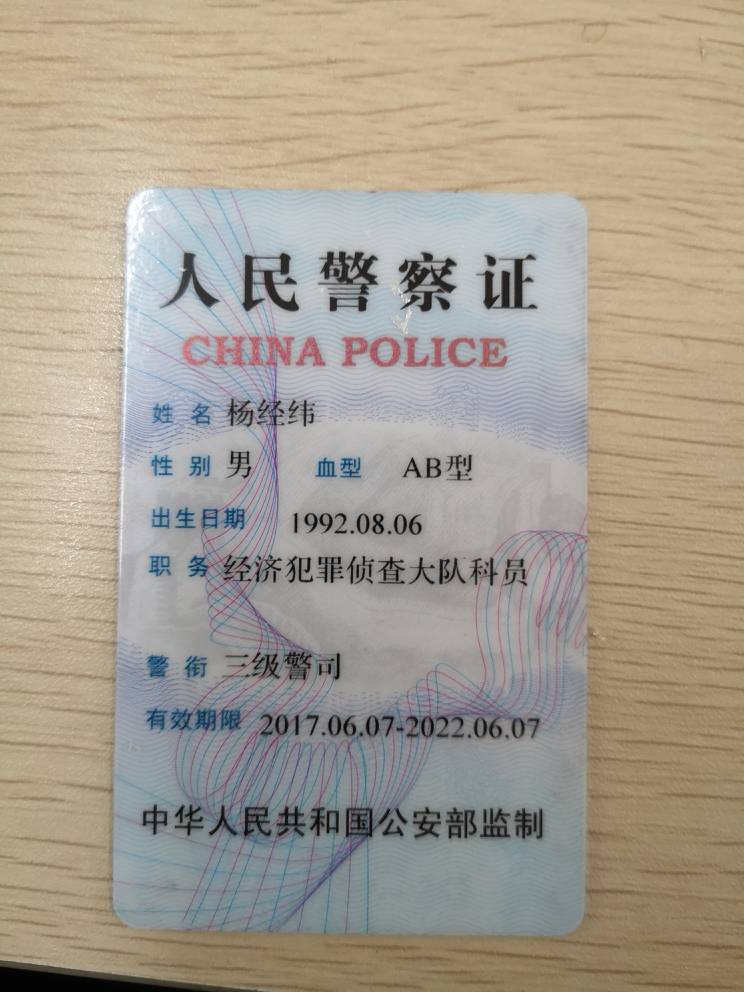 人民警察证
CHINA POLICE
姓 名 杨经纬
性 别 男 血型 AB型
出生日期 1992.08.06
职 务 经济犯罪侦查大队科员
警 衔 三级警司
有效期限 2017.06.07-2022.06.07
中华人民共和国公安部监制